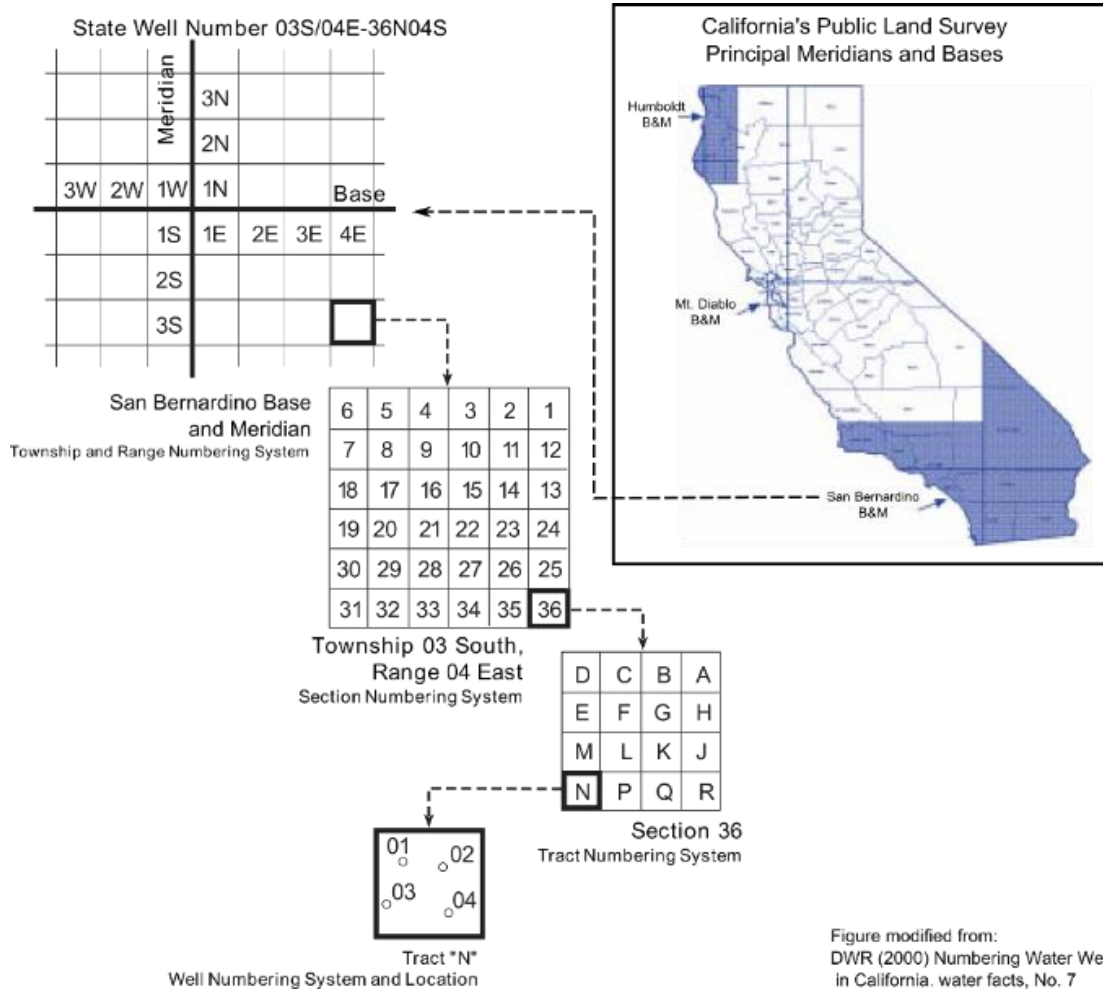 State Well Number 03S/04E-36N04S
Meridian
3N
2N
3W 2W 1W 1N
Base
1S 1E 2E 3E 4E
2S
3S
San Bernardino Base
and Meridian
Township and Range Numbering System
California's Public Land Survey
Principal Meridians and Bases
Humboldt
B&M
Mt. Diablo
B&M
San Bernardino
B&M
6 5 4 3 2 1
7 8 9 10 11 12
18 17 16 15 14 13
19 20 21 22 23 24
30 29 28 27 26 25
31 32 33 34 35 36
Township 03 South,
Range 04 East
Section Numbering System
D C B A
E F G H
M L K J
N P Q R
Section 36
Tract Numbering System
01 02
03 04
Tract "N"
Well Numbering System and Location
Figure modified from:
DWR (2000) Numbering Water We
in California. water facts, No. 7